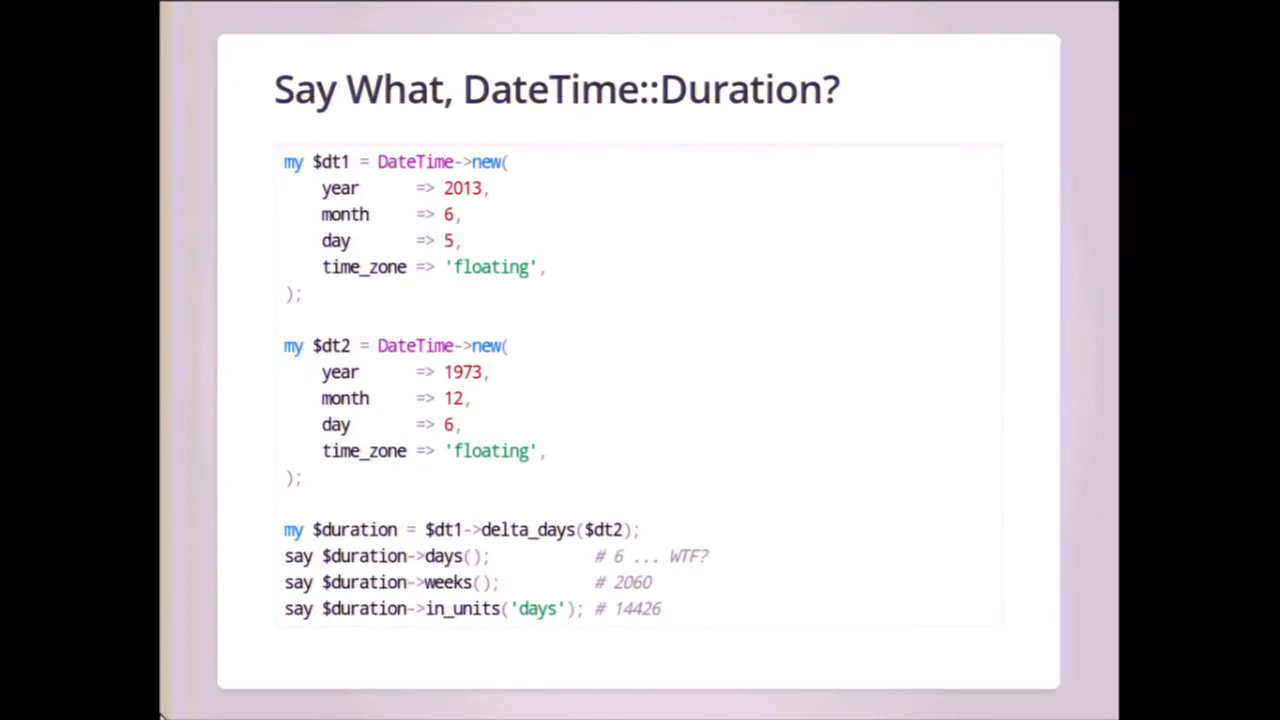 Say What, DateTime::Duration?
my $dt1 = DateTime->new(
    year      => 2013,
    month     => 6,
    day       => 5,
    time_zone => 'floating',
);
my $dt2 = DateTime->new(
    year      => 1973,
    month     => 12,
    day       => 6,
    time_zone => 'floating',
);
my $duration = $dt1->delta_days($dt2);
say $duration->days();           # 6 ... WTF?
say $duration->weeks();          # 2060
say $duration->in_units('days'); # 14426